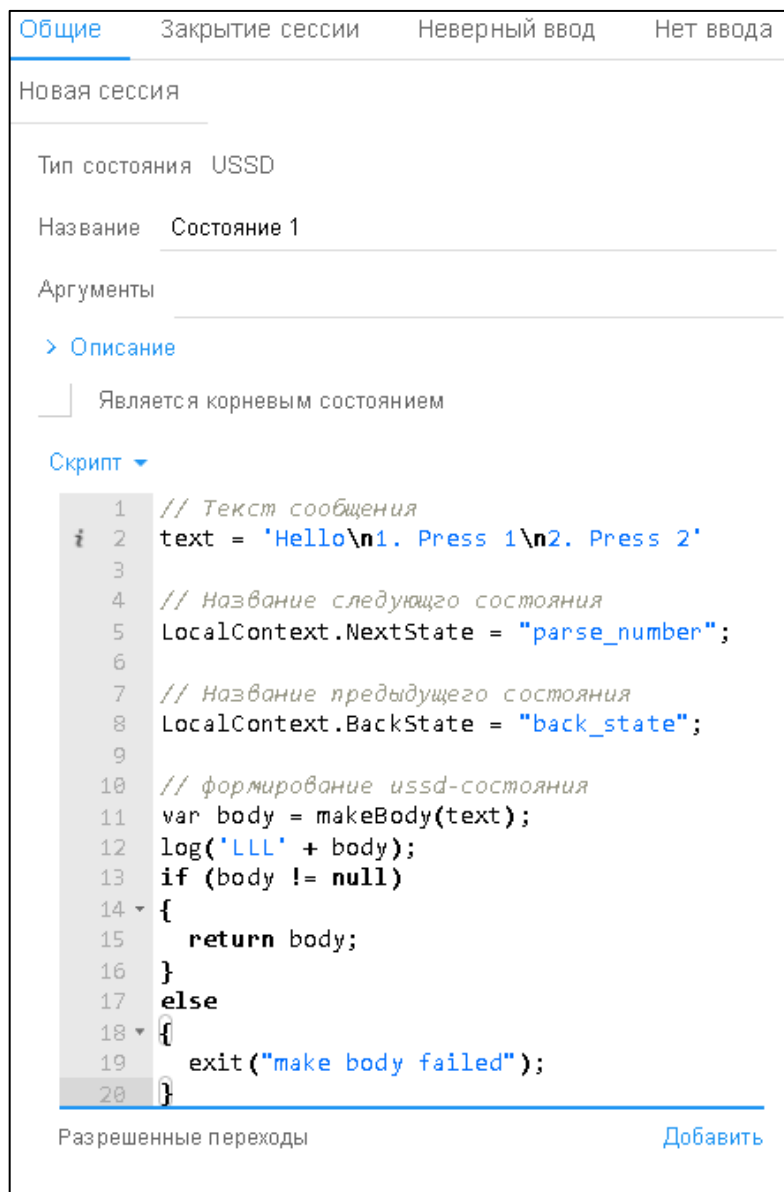 Общие Закрытие сессии Неверный ввод Нет ввода
Новая сессия
Тип состояния USSD
Название Состояние 1
Аргументы
> Описание
Является корневым состоянием
Скрипт
1 // Текст сообщения
i 2 text = 'Hello\n1. Press 1\n2. Press 2'
3
4 // Название следующго состояния
5 LocalContext.NextState = "parse_number";
6
7 // Название предыдущего состояния
8 LocalContext.BackState = "back_state";
9
10 // формирование ussd-состояния
11 var body = makeBody(text);
12 log('LLL' + body);
13 if (body != null)
14 {
15 return body;
16 }
17 else
18 {
19 exit("make body failed");
20 }
Разрешенные переходы Добавить